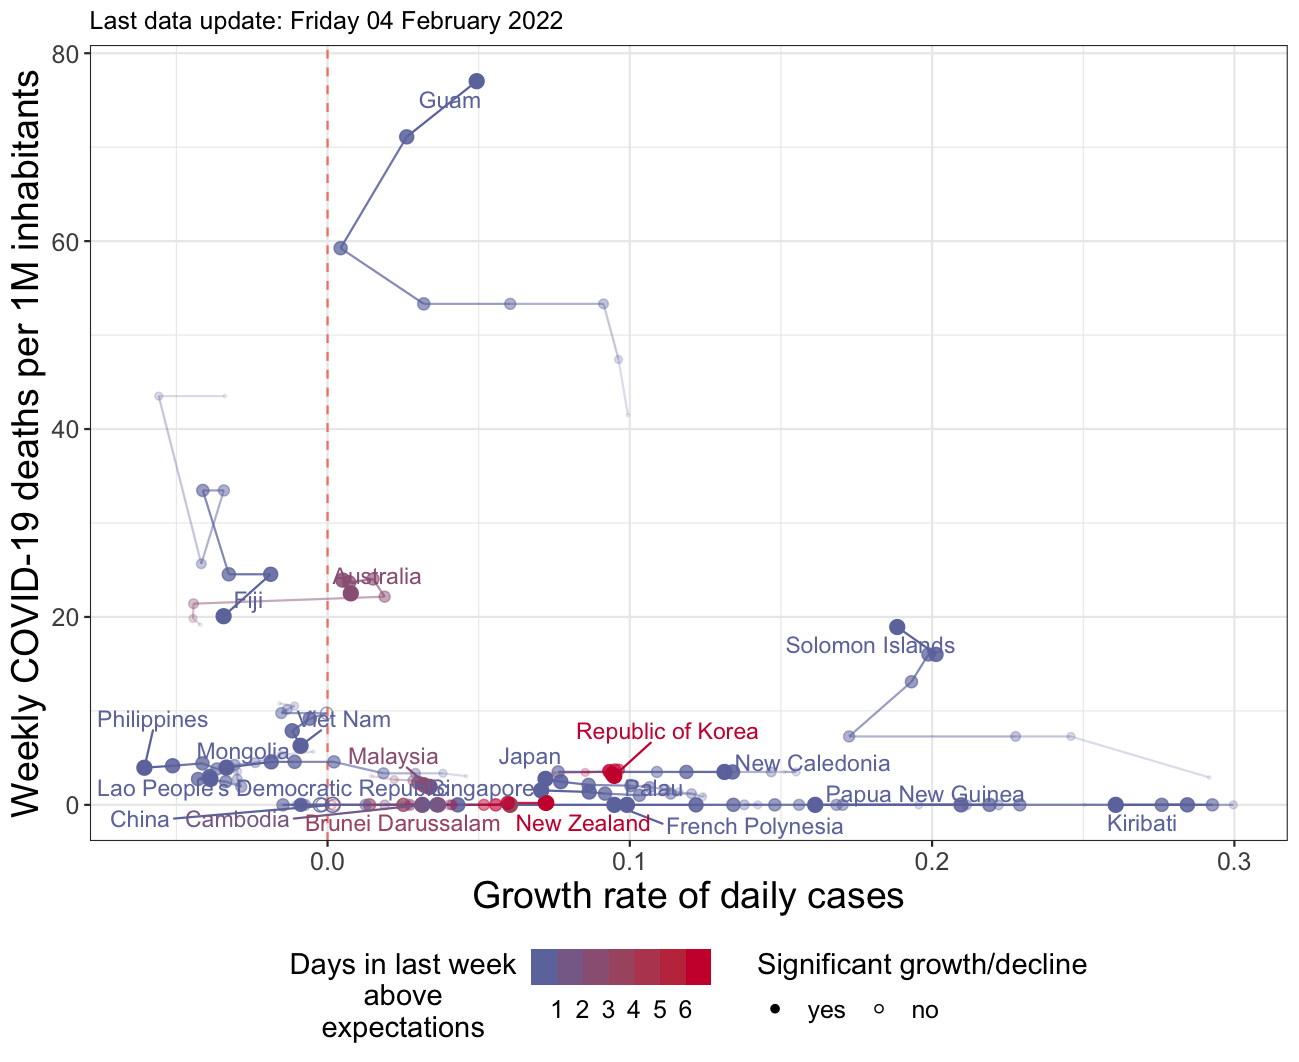 Last data update: Friday 04 February 2022
Weekly COVID-19 deaths per 1M inhabitants
80
60
40
20
0
Guam
Australia
Fiji
Solomon Islands
Philippines
Viet Nam
Republic of Korea
Mongolia
Malaysia
Japan
New Caledonia
Lao People's Democratic Republic
Singapore
Palau
Papua New Guinea
China
Cambodia
Brunei Darussalam
New Zealand
French Polynesia
Kiribati
0.0
0.1
0.2
0.3
Growth rate of daily cases
Days in last week
above
expectations
1 2 3 4 5 6
Significant growth/decline
yes
no